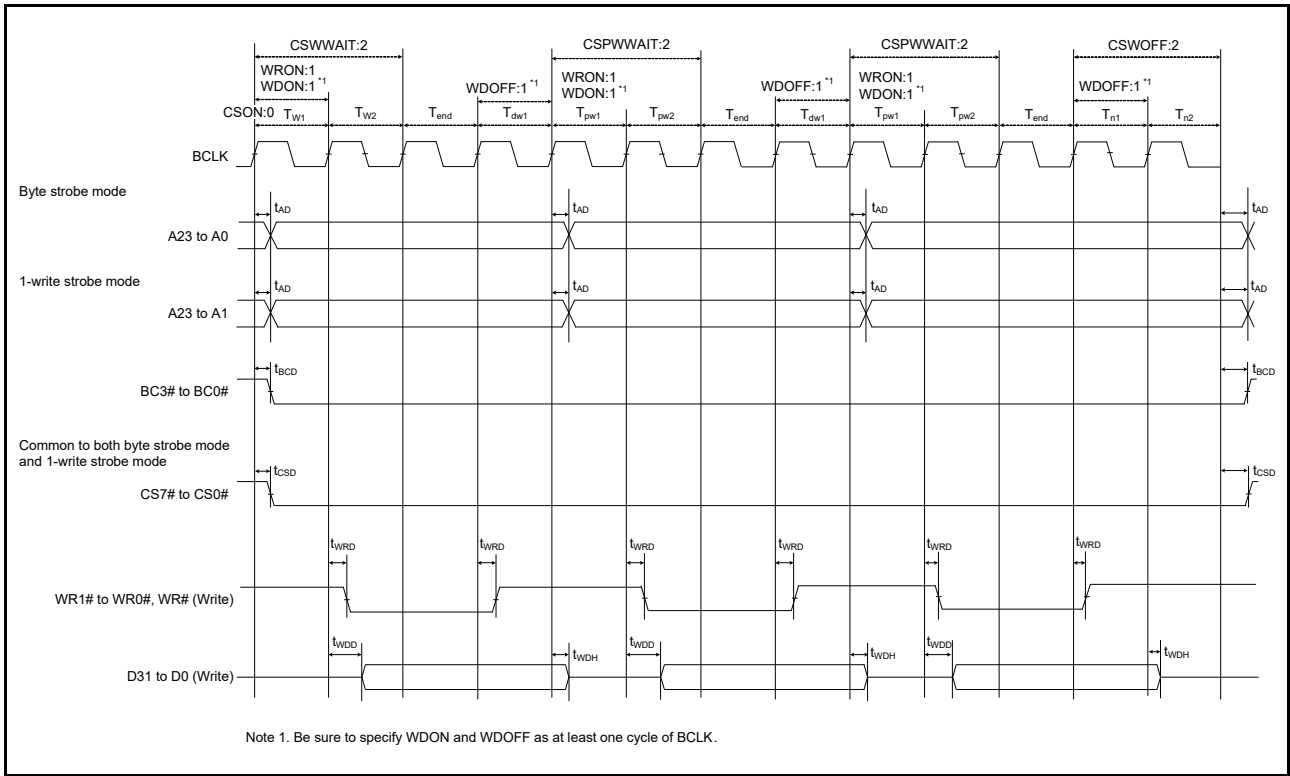 CSWWAIT:2 CSPWWAIT:2 CSPWWAIT:2 CSWOFF:2
WRON:1 WRON:1 WRON:1
WDON:1 *1 WDOFF:1 *1 WDON:1 *1 WDOFF:1 *1 WDON:1 *1 WDOFF:1 *1
CSON:0 TW1 TW2 Tend Tdw1 Tpw1 Tpw2 Tend Tdw1 Tpw1 Tpw2 Tend Tn1 Tn2
BCLK
Byte strobe mode
tAD tAD tAD tAD
A23 to A0
1-write strobe mode
tAD tAD tAD tAD
A23 to A1
tBCD tBCD
BC3# to BC0#
Common to both byte strobe mode
and 1-write strobe mode
tCSD tCSD
CS7# to CS0#
tWRD tWRD tWRD tWRD tWRD tWRD
WR1# to WR0#, WR# (Write)
tWDD tWDH tWDD tWDH tWDD tWDH
D31 to D0 (Write)
Note 1. Be sure to specify WDON and WDOFF as at least one cycle of BCLK.